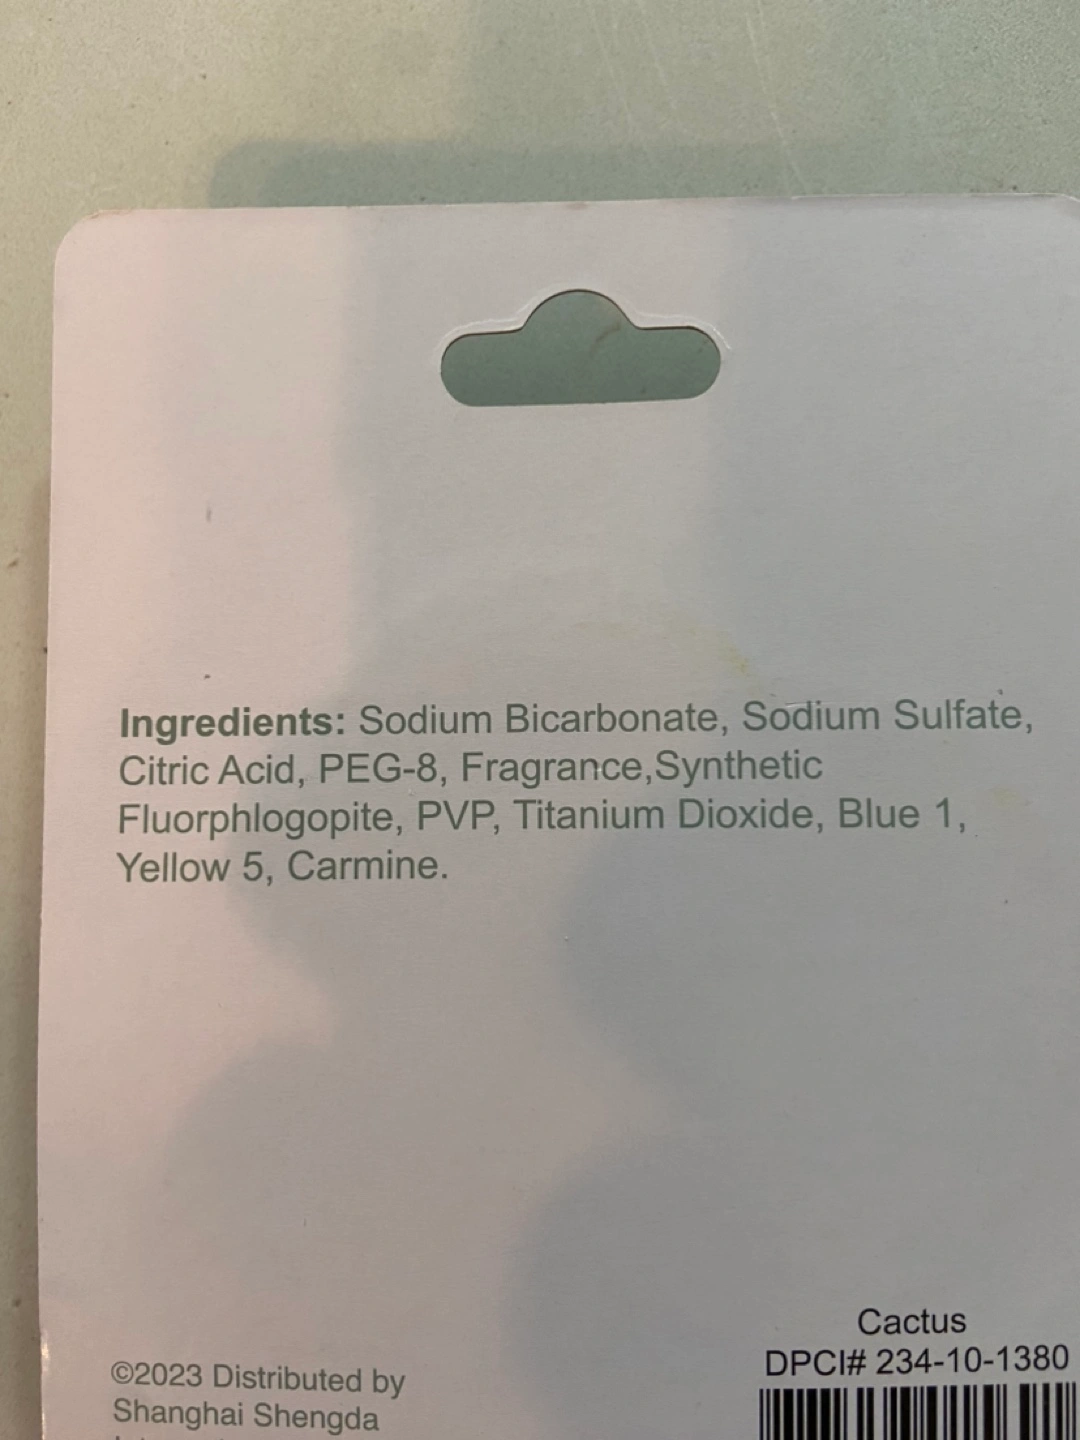 Ingredients: Sodium Bicarbonate, Sodium Sulfate,
Citric Acid, PEG-8, Fragrance,Synthetic
Fluorphlogopite, PVP, Titanium Dioxide, Blue 1,
Yellow 5, Carmine.
Cactus
DPCI# 234-10-1380
©2023 Distributed by
Shanghai Shengda